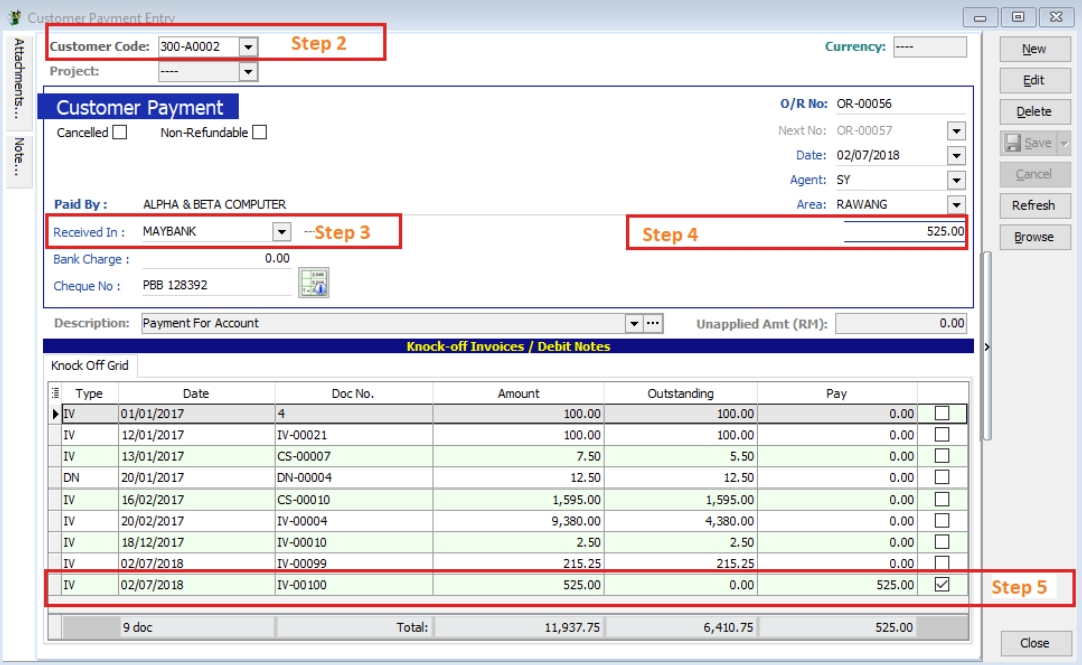 Customer Payment Entry
Attachments...
Note...
Customer Code: 300-A0002 Step 2 Currency: ----
Project: ----
Customer Payment
Cancelled Non-Refundable
O/R No: OR-00056
Next No: OR-00057
Date: 02/07/2018
Agent: SY
Paid By : ALPHA & BETA COMPUTER Area: RAWANG
Received In : MAYBANK ---Step 3 Step 4 525.00
Bank Charge : 0.00
Cheque No : PBB 128392
Description: Payment For Account ... Unapplied Amt (RM): 0.00
Knock-off Invoices / Debit Notes
Knock Off Grid
Type Date Doc No. Amount Outstanding Pay
IV 01/01/2017 4 100.00 100.00 0.00
IV 12/01/2017 IV-00021 100.00 100.00 0.00
IV 13/01/2017 CS-00007 7.50 5.50 0.00
DN 20/01/2017 DN-00004 12.50 12.50 0.00
IV 16/02/2017 CS-00010 1,595.00 1,595.00 0.00
IV 20/02/2017 IV-00004 9,380.00 4,380.00 0.00
IV 18/12/2017 IV-00010 2.50 2.50 0.00
IV 02/07/2018 IV-00099 215.25 215.25 0.00
IV 02/07/2018 IV-00100 525.00 0.00 525.00 Step 5
9 doc Total: 11,937.75 6,410.75 525.00
New
Edit
Delete
Save
Cancel
Refresh
Browse
Close